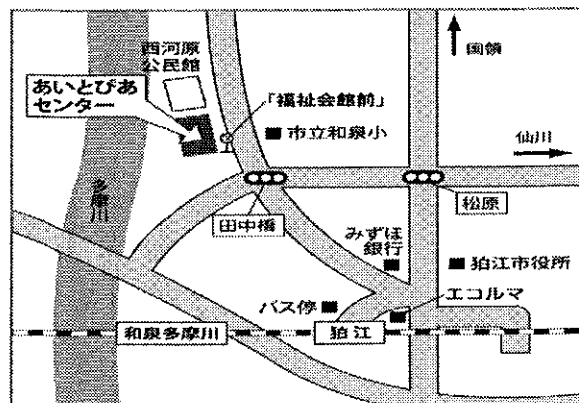 西河原
公民館
国領
あいとぴあ
センター
「福祉会館前」
市立和泉小
仙川
多摩川
田中橋
松原
みずほ
銀行
狛江市役所
エコルマ
バス停
和泉多摩川
狛江